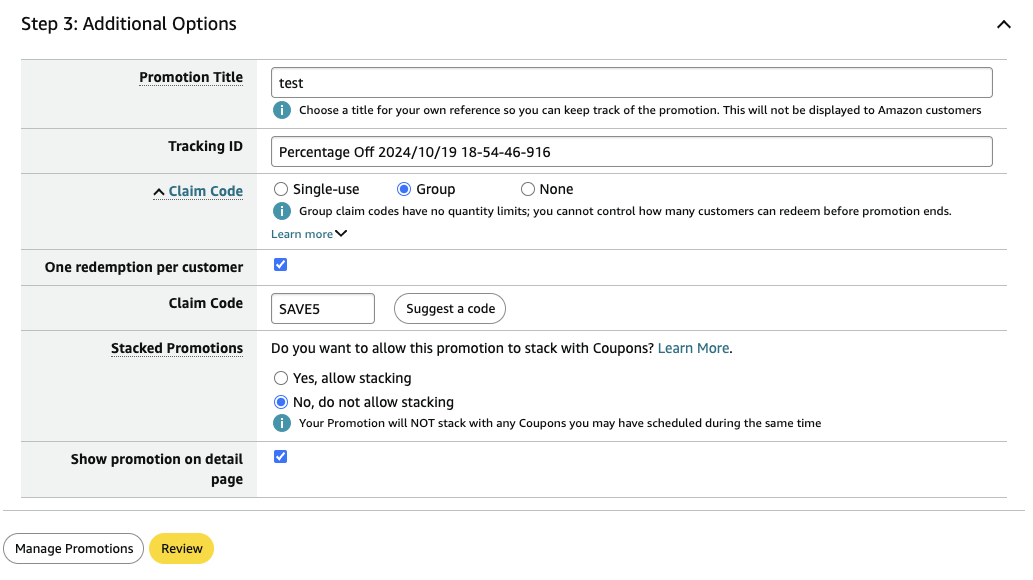 Step 3: Additional Options
Promotion Title
test
Choose a title for your own reference so you can keep track of the promotion. This will not be displayed to Amazon customers
Tracking ID
Percentage Off 2024/10/19 18-54-46-916
Claim Code
Single-use
Group
None
Group claim codes have no quantity limits; you cannot control how many customers can redeem before promotion ends.
Learn more
One redemption per customer
Claim Code
SAVE5
Suggest a code
Stacked Promotions
Do you want to allow this promotion to stack with Coupons? Learn More.
Yes, allow stacking
No, do not allow stacking
Your Promotion will NOT stack with any Coupons you may have scheduled during the same time
Show promotion on detail
page
Manage Promotions
Review